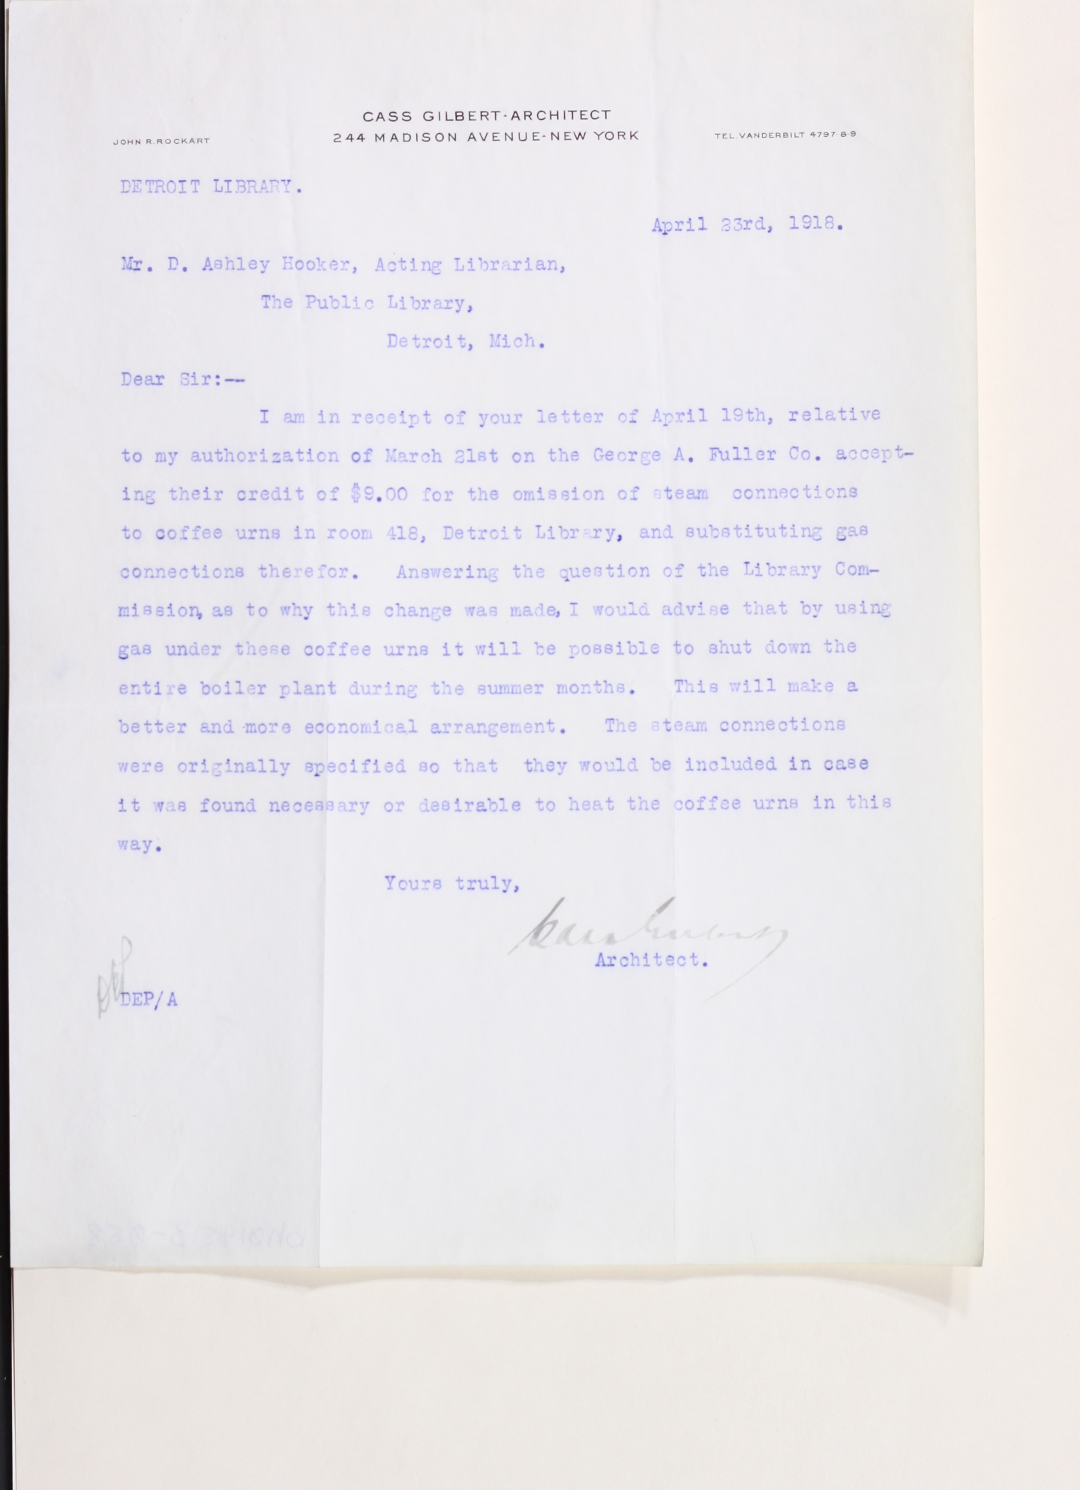 CASS GILBERT·ARCHITECT
244 MADISON AVENUE·NEW YORK
JOHN R. ROCKART
TEL. VANDERBILT 4797-8-9
DETROIT LIBRARY.
April 23rd, 1918.
Mr. D. Ashley Hooker, Acting Librarian,
The Public Library,
Detroit, Mich.
Dear Sir:--
I am in receipt of your letter of April 19th, relative
to my authorization of March 21st on the George A. Fuller Co. accept-
ing their credit of $9.00 for the omission of steam connections
to coffee urns in room 418, Detroit Library, and substituting gas
connections therefor. Answering the question of the Library Com-
mission, as to why this change was made, I would advise that by using
gas under these coffee urns it will be possible to shut down the
entire boiler plant during the summer months. This will make a
better and more economical arrangement. The steam connections
were originally specified so that they would be included in case
it was found necessary or desirable to heat the coffee urns in this
way.
Yours truly,
Cass Gilbert
Architect.
DEP/A